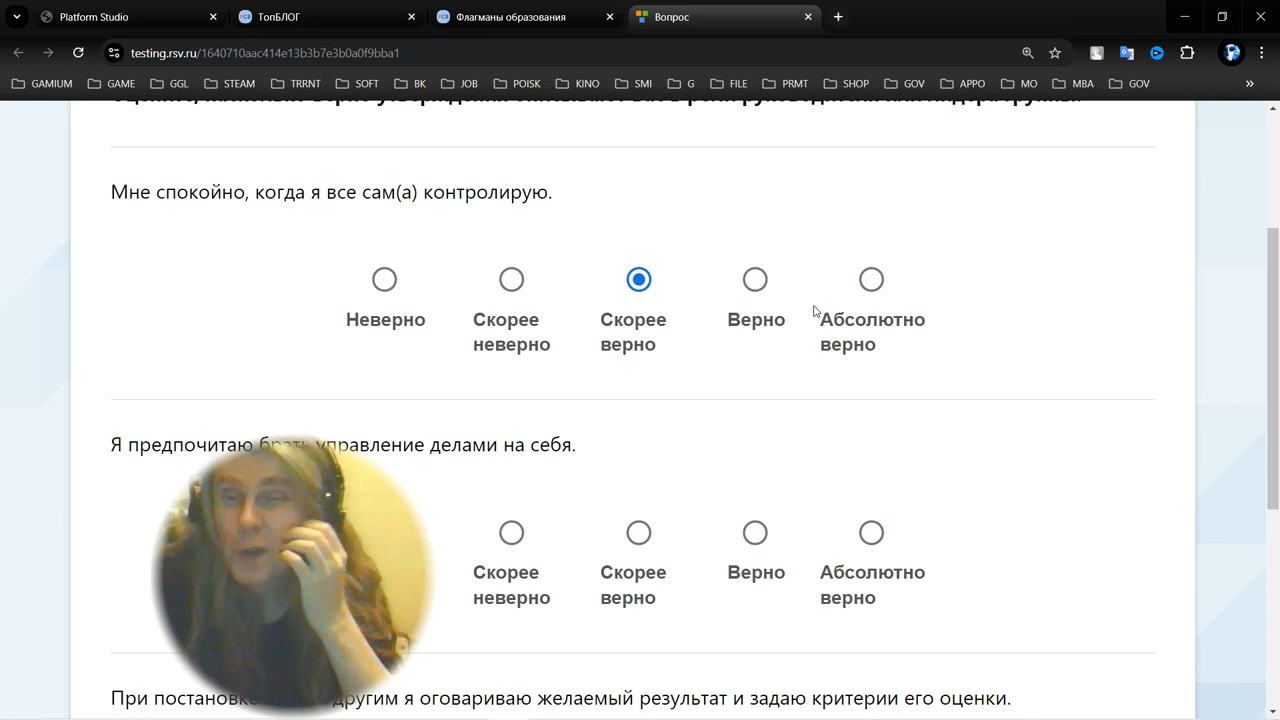 Platform Studio
ТопБЛОГ
Флагманы образования
Вопрос
testing.rsv.ru/1640710aac414e13b3b7e3b0a0f9bba1
GAMIUM
GAME
GGL
STEAM
TRRNT
SOFT
BK
JOB
POISK
KINO
SMI
G
FILE
PRMT
SHOP
GOV
APPO
MO
MBA
GOV
Мне спокойно, когда я все сам(а) контролирую.
Неверно
Скорее неверно
Скорее верно
Верно
Абсолютно верно
Я предпочитаю брать управление делами на себя.
Скорее неверно
Скорее верно
Верно
Абсолютно верно
При постановке другим я оговариваю желаемый результат и задаю критерии его оценки.